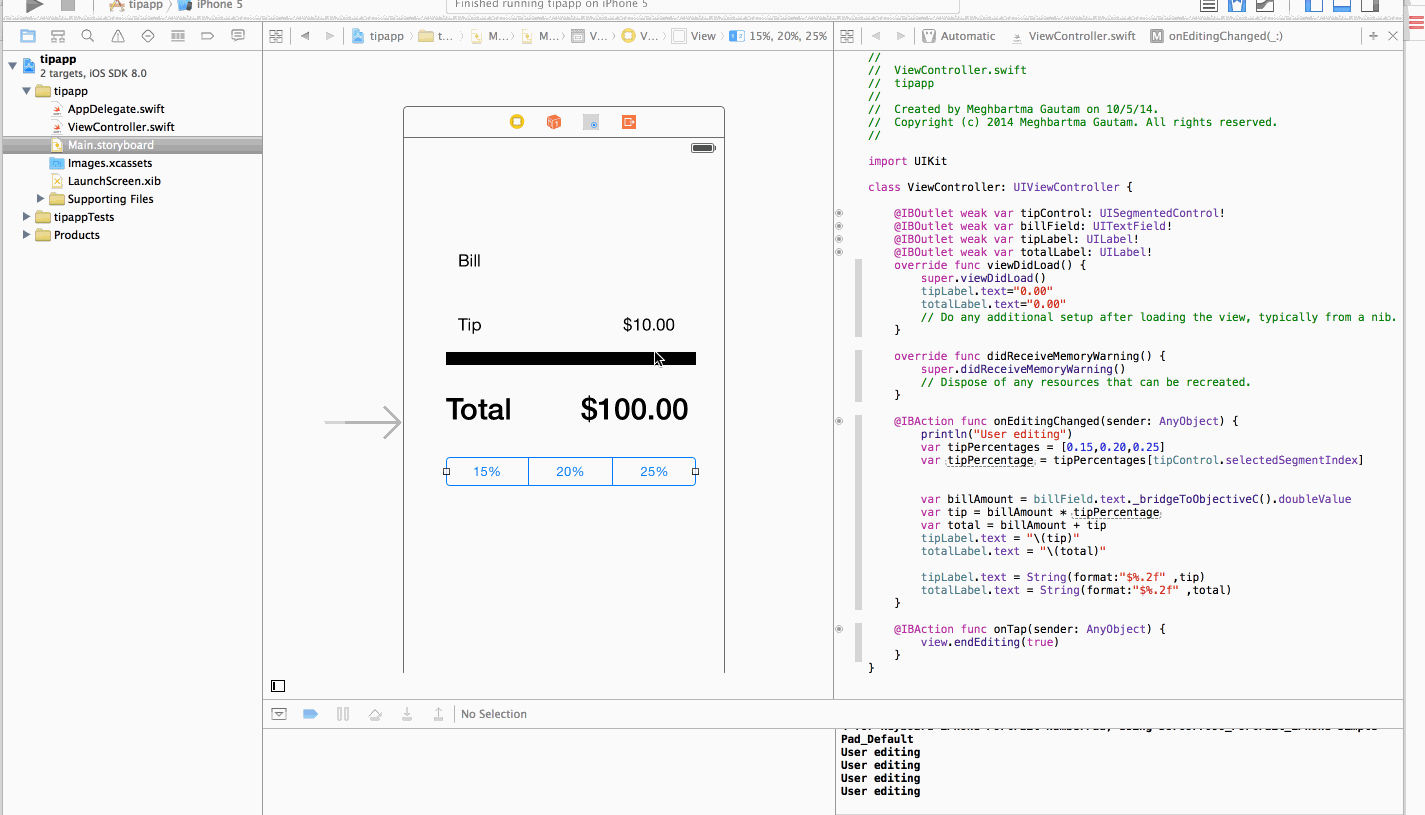 tipapp › iPhone 5
Finished running tipapp on iPhone 5
tipapp › t... › M...› M...› V... › V...› View › 15%, 20%, 25%
Automatic › ViewController.swift › M onEditingChanged(_:)
tipapp
2 targets, iOS SDK 8.0
tipapp
AppDelegate.swift
ViewController.swift
Main.storyboard
Images.xcassets
LaunchScreen.xib
Supporting Files
tipappTests
Products
Bill
Tip $10.00
Total $100.00
15% 20% 25%
//
// ViewController.swift
// tipapp
//
// Created by Meghbartma Gautam on 10/5/14.
// Copyright (c) 2014 Meghbartma Gautam. All rights reserved.
//
import UIKit
class ViewController: UIViewController {
@IBOutlet weak var tipControl: UISegmentedControl!
@IBOutlet weak var billField: UITextField!
@IBOutlet weak var tipLabel: UILabel!
@IBOutlet weak var totalLabel: UILabel!
override func viewDidLoad() {
super.viewDidLoad()
tipLabel.text="0.00"
totalLabel.text="0.00"
// Do any additional setup after loading the view, typically from a nib.
}
override func didReceiveMemoryWarning() {
super.didReceiveMemoryWarning()
// Dispose of any resources that can be recreated.
}
@IBAction func onEditingChanged(sender: AnyObject) {
println("User editing")
var tipPercentages = [0.15,0.20,0.25]
var tipPercentage = tipPercentages[tipControl.selectedSegmentIndex]
var billAmount = billField.text._bridgeToObjectiveC().doubleValue
var tip = billAmount * tipPercentage
var total = billAmount + tip
tipLabel.text = "\(tip)"
totalLabel.text = "\(total)"
tipLabel.text = String(format:"$%.2f" ,tip)
totalLabel.text = String(format:"$%.2f" ,total)
}
@IBAction func onTap(sender: AnyObject) {
view.endEditing(true)
}
}
No Selection
Pad_Default
User editing
User editing
User editing
User editing